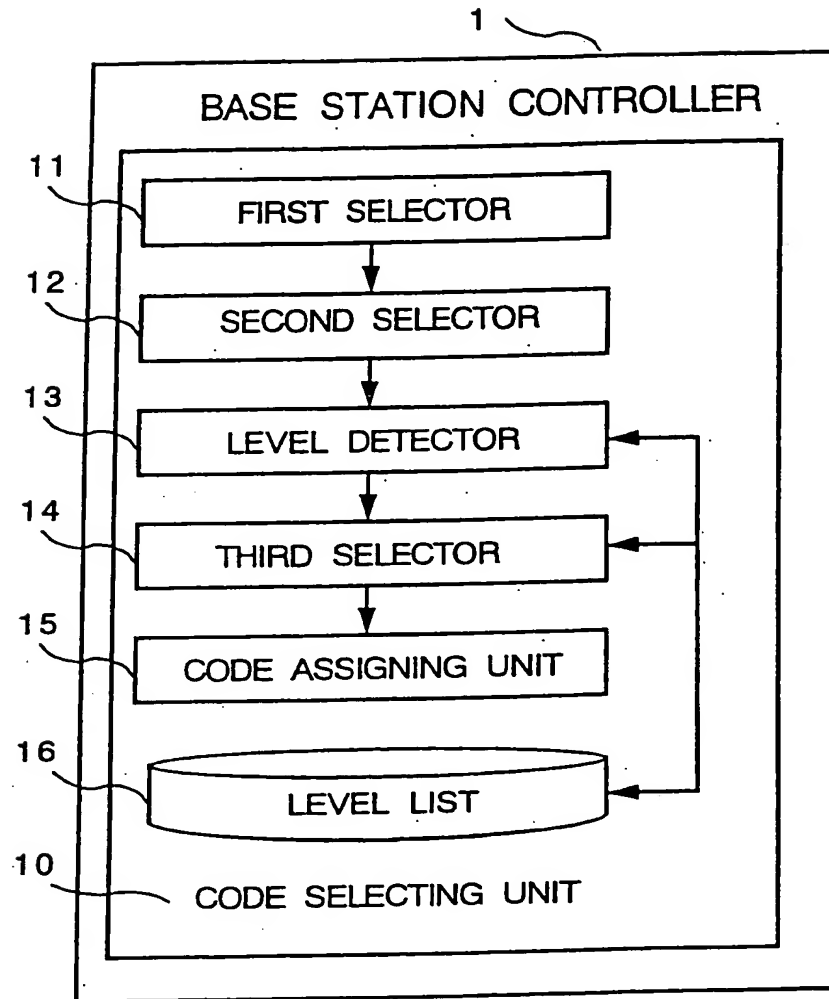 1
BASE STATION CONTROLLER
11
FIRST SELECTOR
12
SECOND SELECTOR
13
LEVEL DETECTOR
14
THIRD SELECTOR
15
CODE ASSIGNING UNIT
16
LEVEL LIST
10
CODE SELECTING UNIT